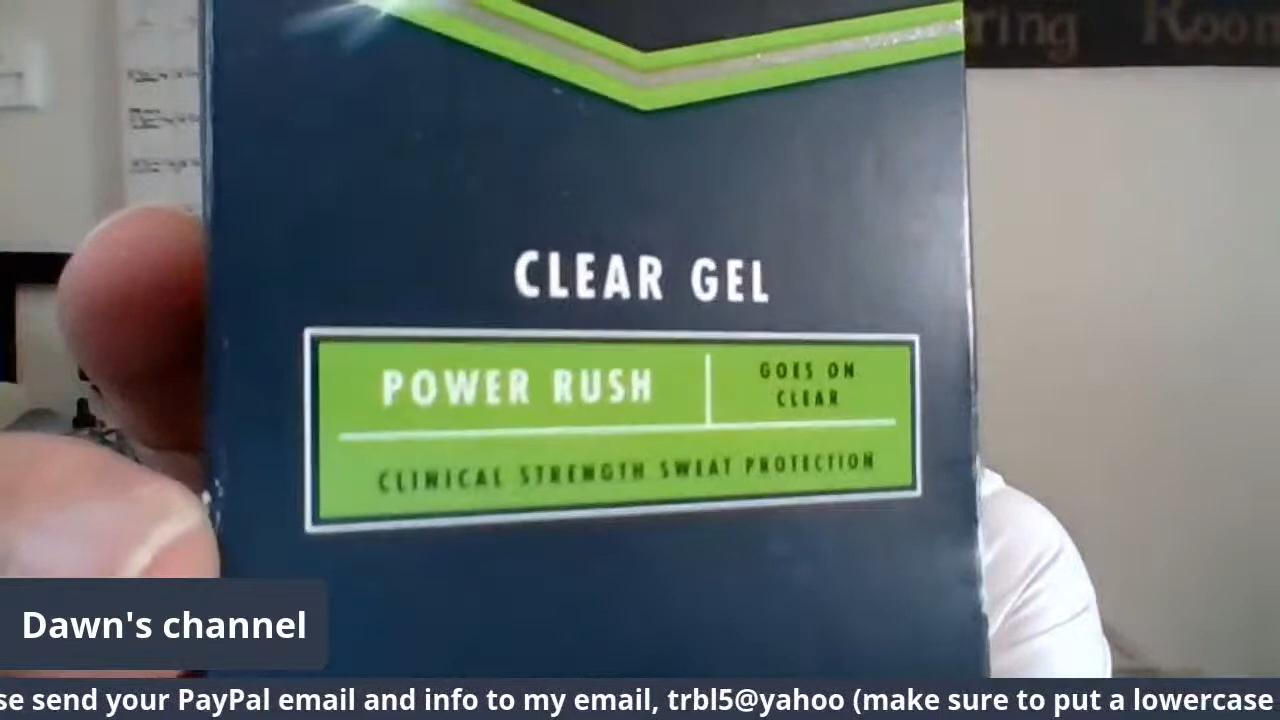 ring Room
CLEAR GEL
POWER RUSH
GOES ON
CLEAR
CLINICAL STRENGTH SWEAT PROTECTION
Dawn's channel
se send your PayPal email and info to my email, trbl5@yahoo (make sure to put a lowercase